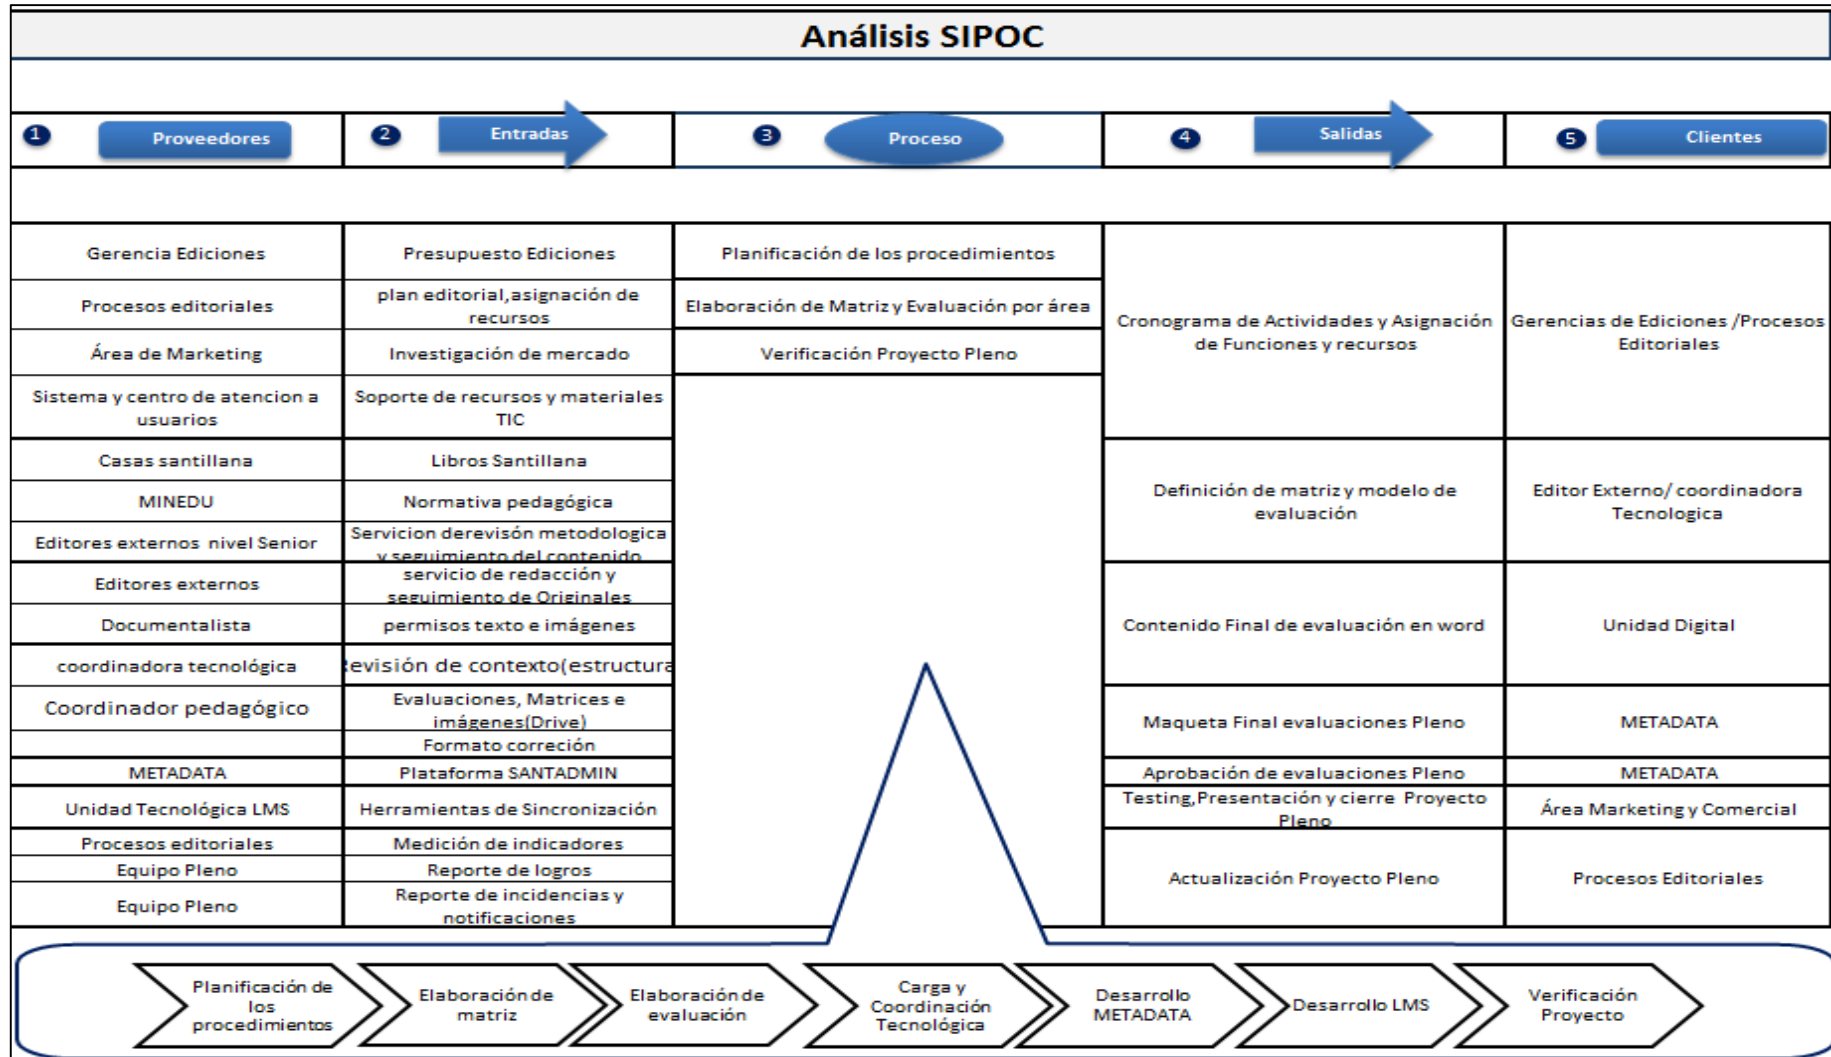 Análisis SIPOC
1 Proveedores
2 Entradas
3 Proceso
4 Salidas
5 Clientes
Gerencia Ediciones
Presupuesto Ediciones
Planificación de los procedimientos
Procesos editoriales
plan editorial,asignación de
recursos
Elaboración de Matriz y Evaluación por área
Área de Marketing
Investigación de mercado
Verificación Proyecto Pleno
Sistema y centro de atencion a
usuarios
Soporte de recursos y materiales
TIC
Cronograma de Actividades y Asignación
de Funciones y recursos
Gerencias de Ediciones /Procesos
Editoriales
Casas santillana
Libros Santillana
MINEDU
Normativa pedagógica
Editores externos nivel Senior
Servicion derevisón metodologica
y seguimiento del contenido
Definición de matriz y modelo de
evaluación
Editor Externo/ coordinadora
Tecnologica
Editores externos
servicio de redacción y
seguimiento de Originales
Documentalista
permisos texto e imágenes
coordinadora tecnológica
Revisión de contexto(estructura
Contenido Final de evaluación en word
Unidad Digital
Coordinador pedagógico
Evaluaciones, Matrices e
imágenes(Drive)
Formato correción
Maqueta Final evaluaciones Pleno
METADATA
METADATA
Plataforma SANTADMIN
Aprobación de evaluaciones Pleno
METADATA
Unidad Tecnológica LMS
Herramientas de Sincronización
Testing,Presentación y cierre Proyecto
Pleno
Área Marketing y Comercial
Procesos editoriales
Medición de indicadores
Equipo Pleno
Reporte de logros
Equipo Pleno
Reporte de incidencias y
notificaciones
Actualización Proyecto Pleno
Procesos Editoriales
Planificación de
los
procedimientos
Elaboración de
matriz
Elaboración de
evaluación
Carga y
Coordinación
Tecnológica
Desarrollo
METADATA
Desarrollo LMS
Verificación
Proyecto